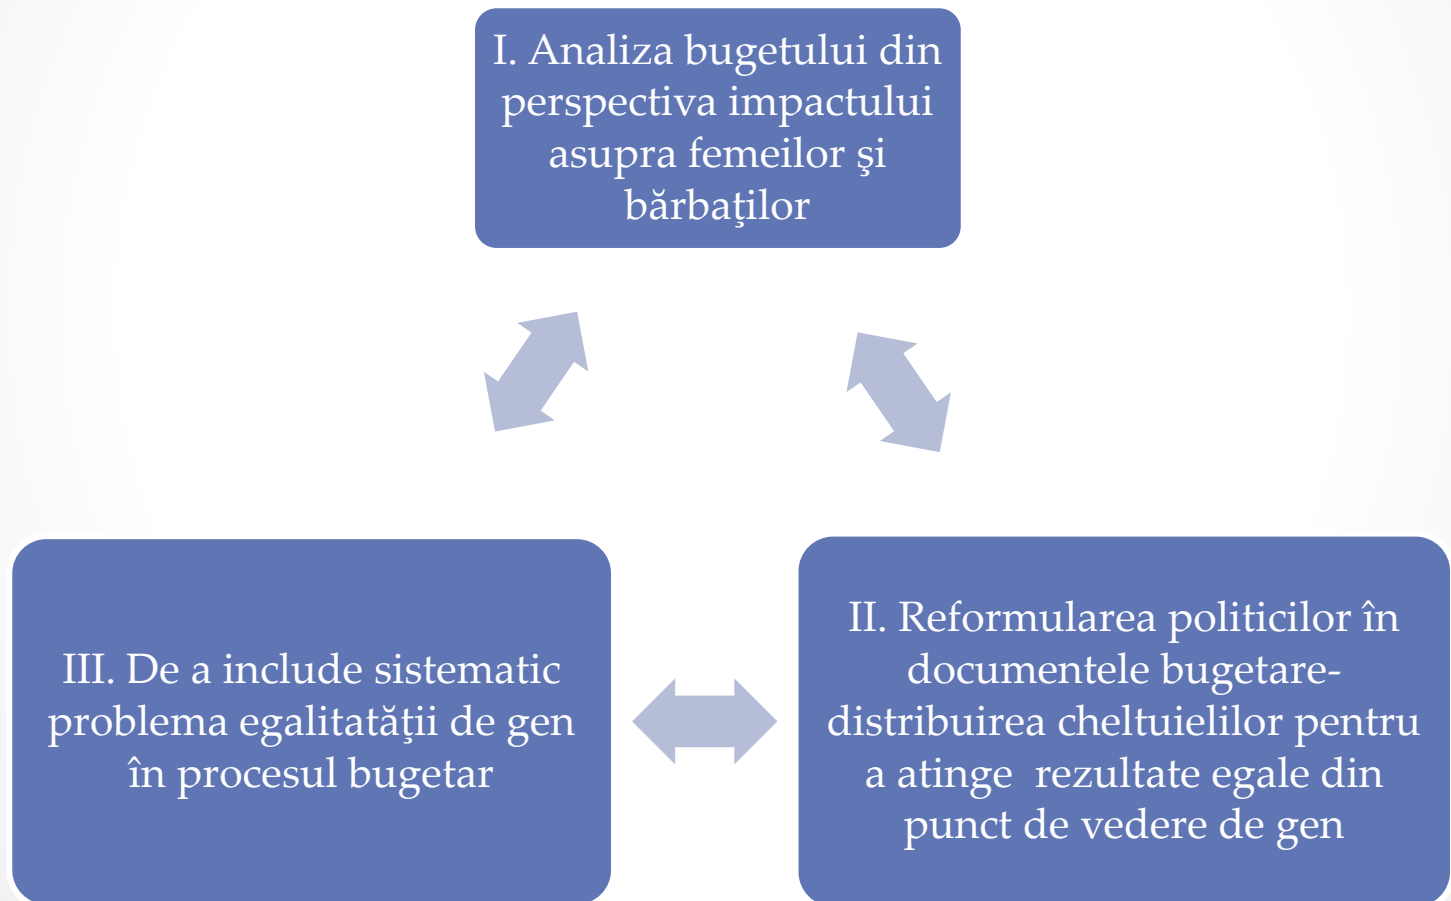 I. Analiza bugetului din
perspectiva impactului
asupra femeilor şi
bărbaţilor
II. Reformularea politicilor în
documentele bugetare-
distribuirea cheltuielilor pentru
a atinge  rezultate egale din
punct de vedere de gen
III. De a include sistematic
problema egalitatăţii de gen
în procesul bugetar